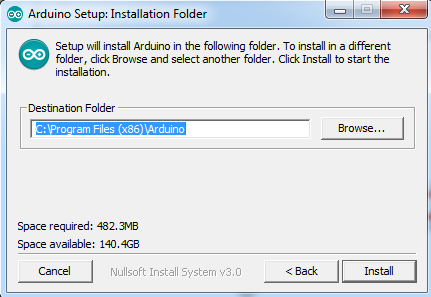 Arduino Setup: Installation Folder
Setup will install Arduino in the following folder. To install in a different
folder, click Browse and select another folder. Click Install to start the
installation.
Destination Folder
C:\Program Files (x86)\Arduino
Browse...
Space required: 482.3MB
Space available: 140.4GB
Cancel
Nullsoft Install System v3.0
< Back
Install